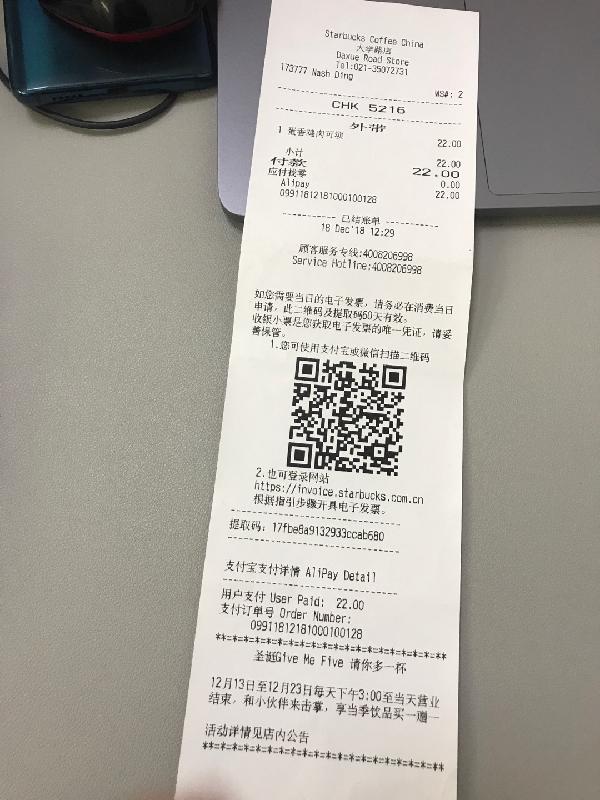 Starbucks Coffee China
大学路店
Daxue Road Store
Tel:021-35072731
173777 Nash Ding
WS#: 2
CHK 5216
外带
1 蛋香鸡肉可颂 22.00
小计 22.00
付款 22.00
应付找零 0.00
Alipay 22.00
09911812181000100128
已结账单
18 Dec'18 12:29
顾客服务专线:4008206998
Service Hotline:4008206998
如您需要当日的电子发票，请务必在消费当日
申请，此二维码及提取码60天有效。
收银小票是您获取电子发票的唯一凭证，请妥
善保管。
1.您可使用支付宝或微信扫描二维码
2.也可登录网站
https://invoice.starbucks.com.cn
根据指引步骤开具电子发票。
提取码: 17fbe8a9132933ccab680
支付宝支付详情 AliPay Detail
用户支付 User Paid: 22.00
支付订单号 Order Number:
09911812181000100128
**=*=*=*=*=*=*=*=*=*=*=*=*=*=*=*=*=**
圣诞Give Me Five 请你多一杯
12月13日至12月23日每天下午3:00至当天营业
结束，和小伙伴来击掌，享当季饮品买一赠一
活动详情见店内公告
**=*=*=*=*=*=*=*=*=*=*=*=*=*=*=*=*=**